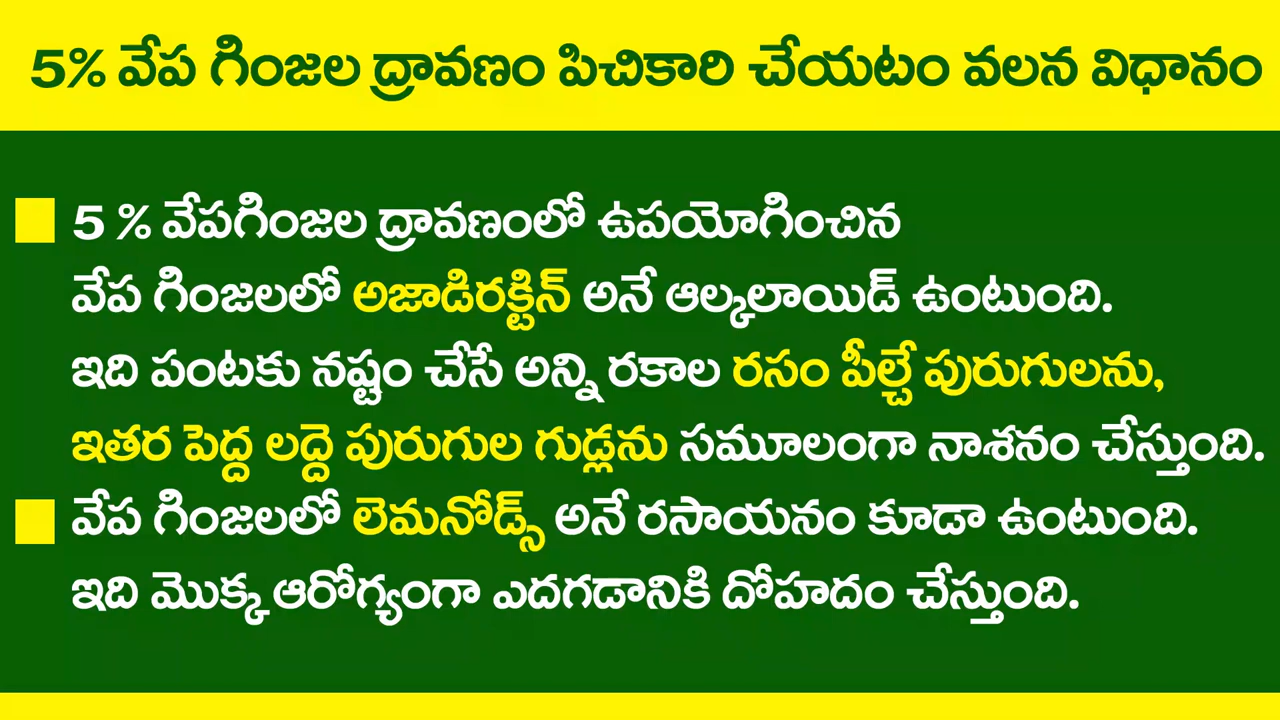 5% వేప గింజల ద్రావణం పిచికారి చేయటం వలన విధానం
5 % వేపగింజల ద్రావణంలో ఉపయోగించిన
వేప గింజలలో అజాడిరక్టిన్ అనే ఆల్కలాయిడ్ ఉంటుంది.
ఇది పంటకు నష్టం చేసే అన్ని రకాల రసం పీల్చే పురుగులను,
ఇతర పెద్ద లద్దె పురుగుల గుడ్లను సమూలంగా నాశనం చేస్తుంది.
వేప గింజలలో లెమనోడ్స్ అనే రసాయనం కూడా ఉంటుంది.
ఇది మొక్క ఆరోగ్యంగా ఎదగడానికి దోహదం చేస్తుంది.